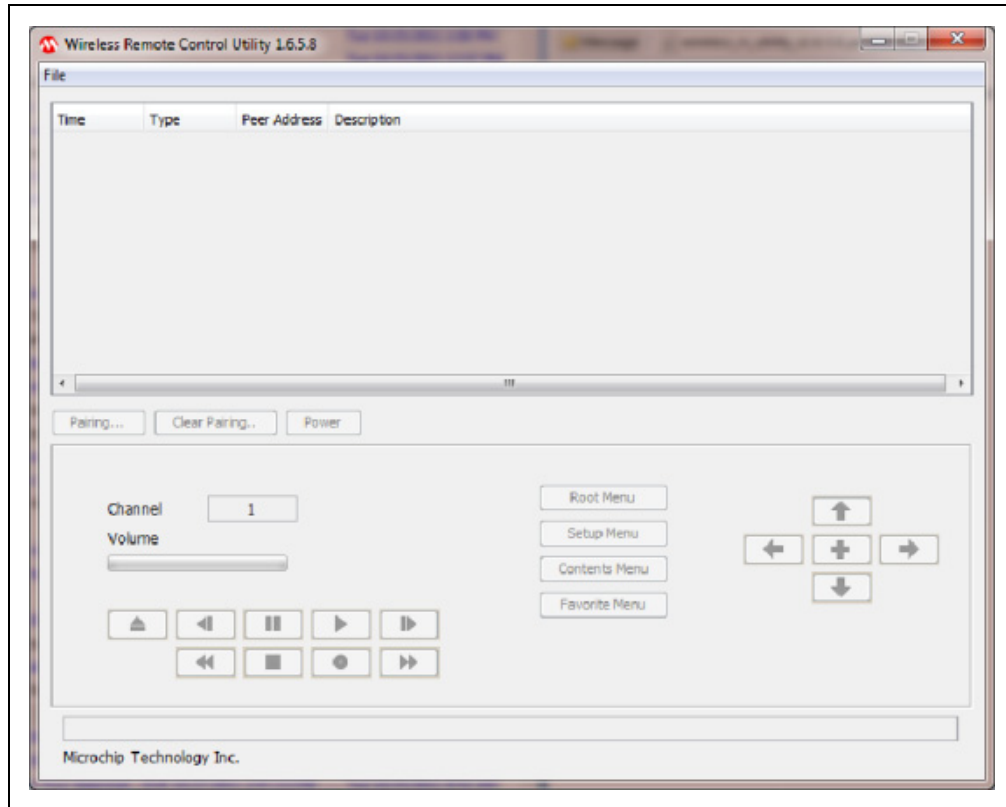 Wireless Remote Control Utility 1.6.5.8
File
Time Type Peer Address Description
Pairing... Clear Pairing.. Power
Channel 1
Volume
Root Menu
Setup Menu
Contents Menu
Favorite Menu
Microchip Technology Inc.